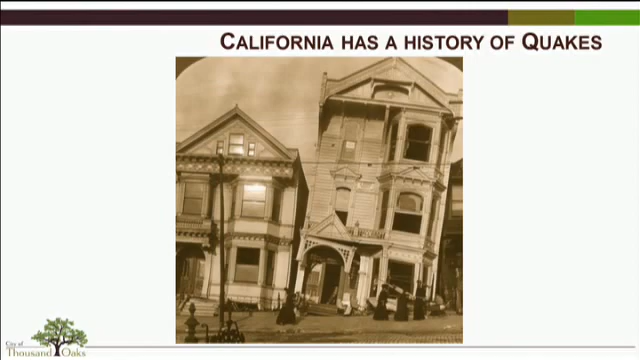 CALIFORNIA HAS A HISTORY OF QUAKES
City of
Thousand Oaks